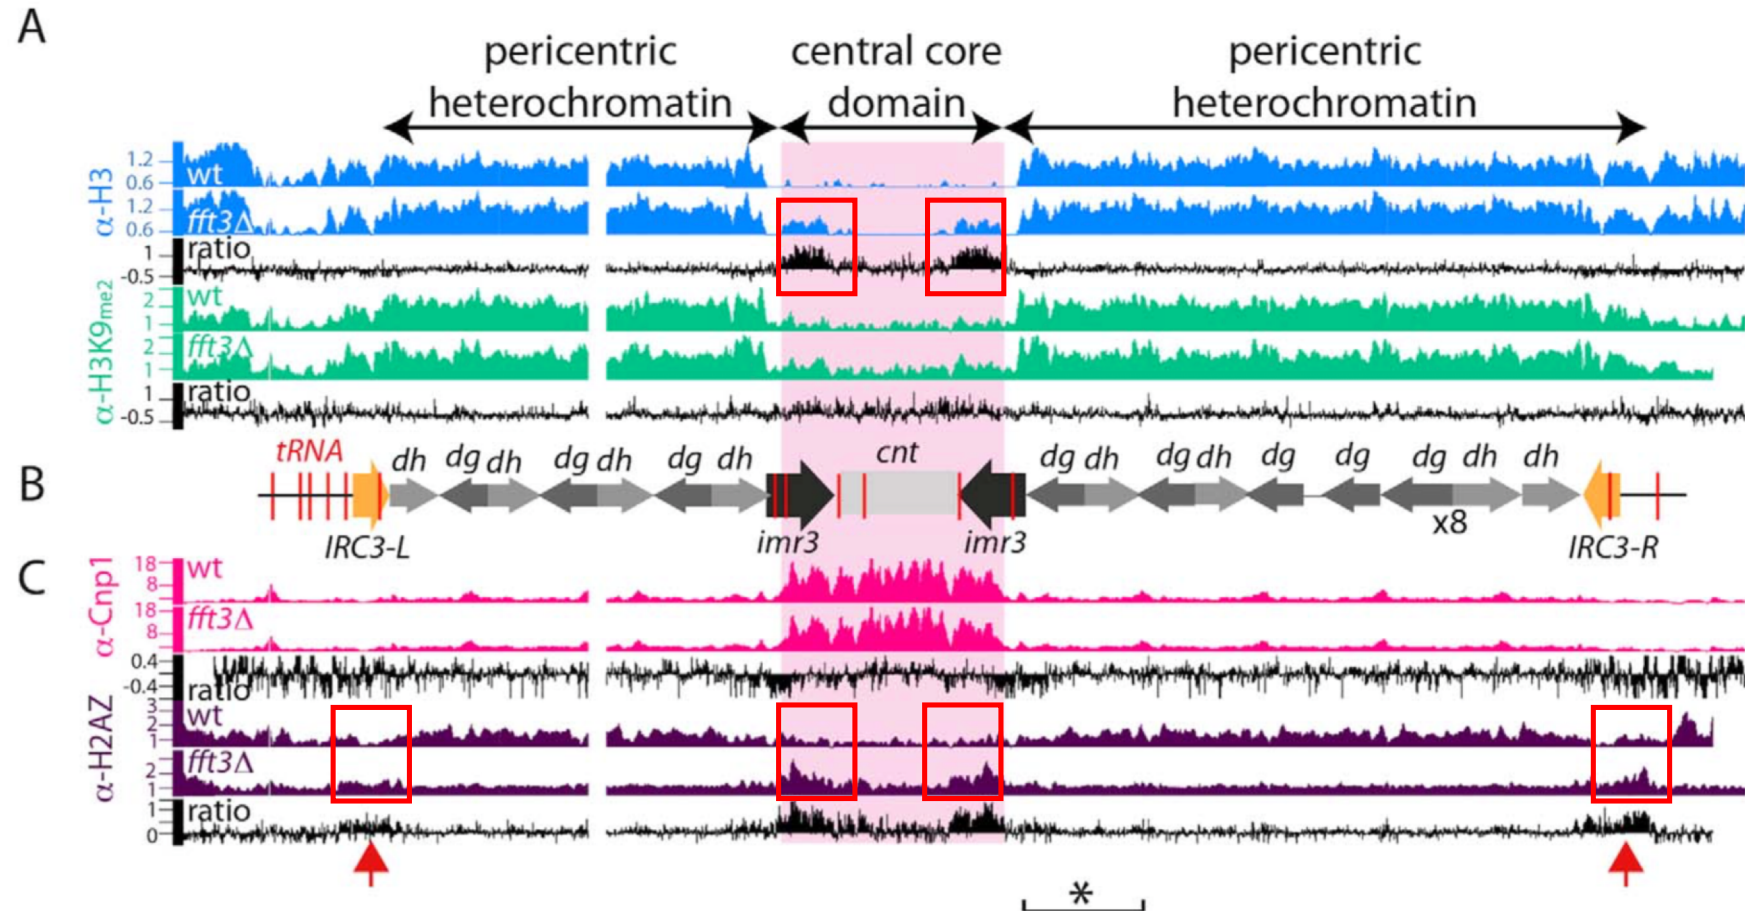 A
pericentric heterochromatin
central core domain
pericentric heterochromatin
α-H3
1.2
0.6
wt
1.2
0.6
fft3Δ
1
-0.5
ratio
α-H3K9me2
2
1
wt
2
1
fft3Δ
1
-0.5
ratio
B
tRNA
dh dg dh dg dh dg dh cnt dg dh dg dh dg dg dg dh dh
x8
IRC3-L imr3 imr3 IRC3-R
C
α-Cnp1
18
8
wt
18
8
fft3Δ
0.4
-0.4
ratio
α-H2AZ
3
2
1
wt
2
1
fft3Δ
1
0
ratio
*